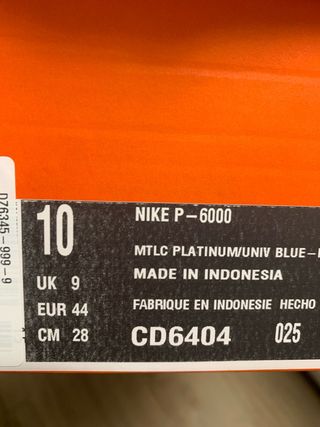 10
UK 9
EUR 44
CM 28
NIKE P-6000
MTLC PLATINUM/UNIV BLUE-
MADE IN INDONESIA
FABRIQUE EN INDONESIE HECHO
CD6404 025
DZ6345-999-9